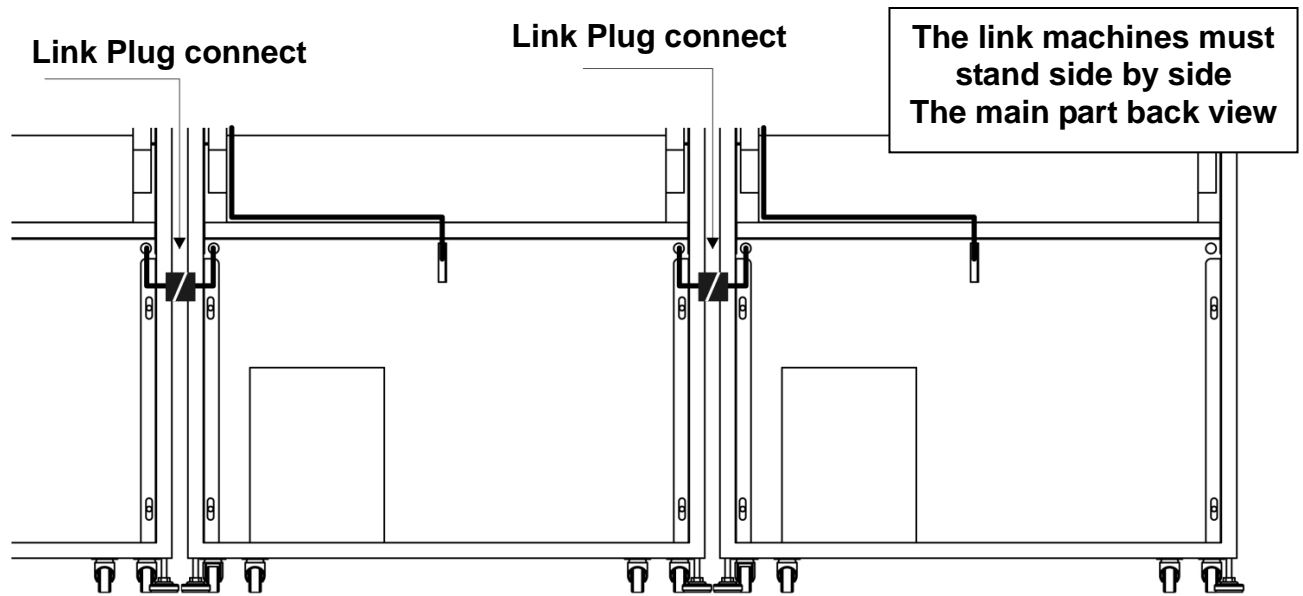 Link Plug connect
Link Plug connect
The link machines must
stand side by side
The main part back view